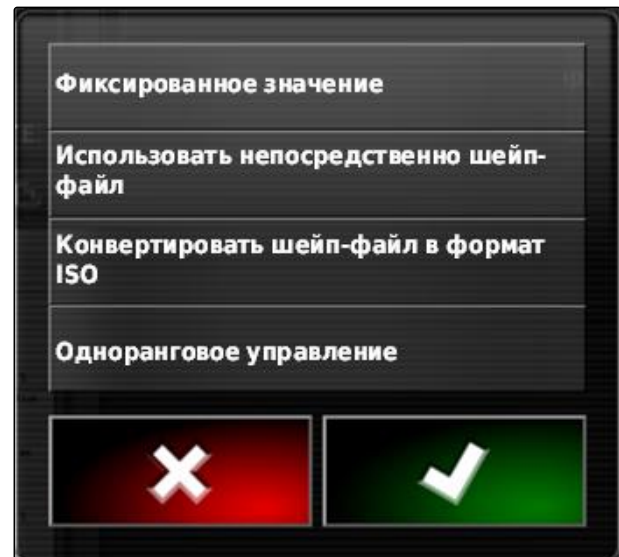 Фиксированное значение
Использовать непосредственно шейп-
файл
Конвертировать шейп-файл в формат
ISO
Одноранговое управление